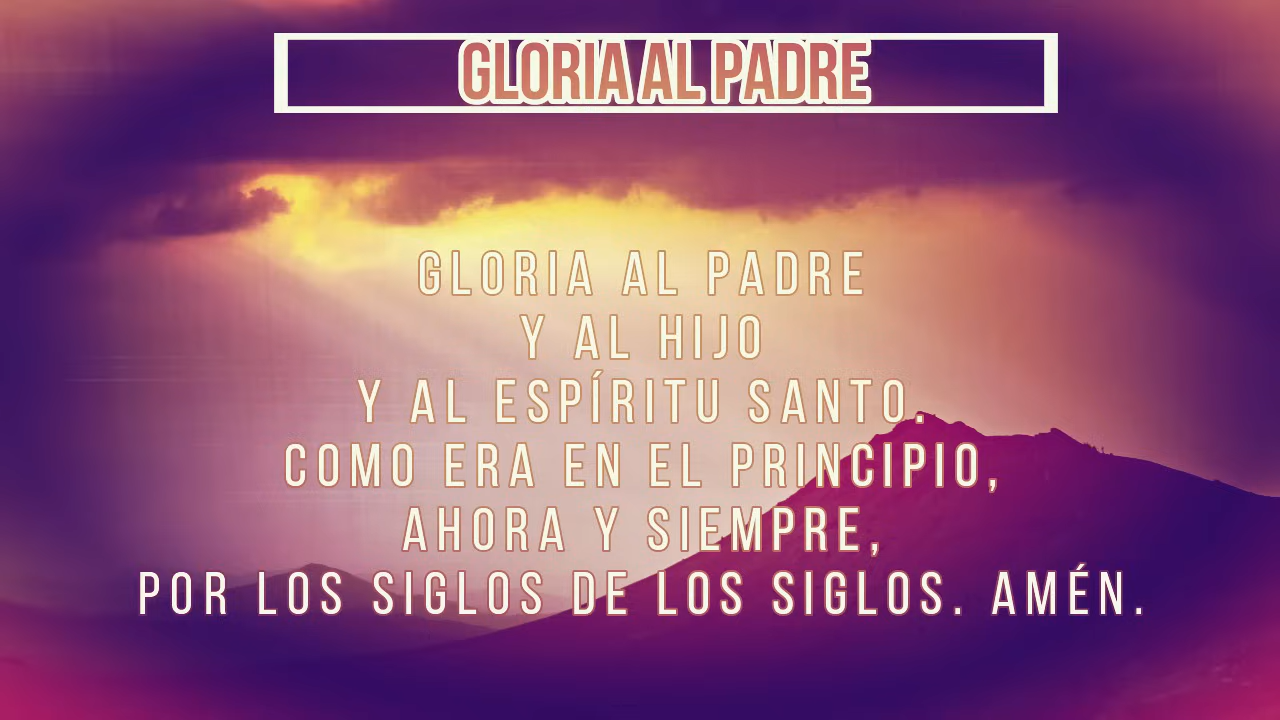 GLORIA AL PADRE
GLORIA AL PADRE
Y AL HIJO
Y AL ESPÍRITU SANTO.
COMO ERA EN EL PRINCIPIO,
AHORA Y SIEMPRE,
POR LOS SIGLOS DE LOS SIGLOS. AMÉN.